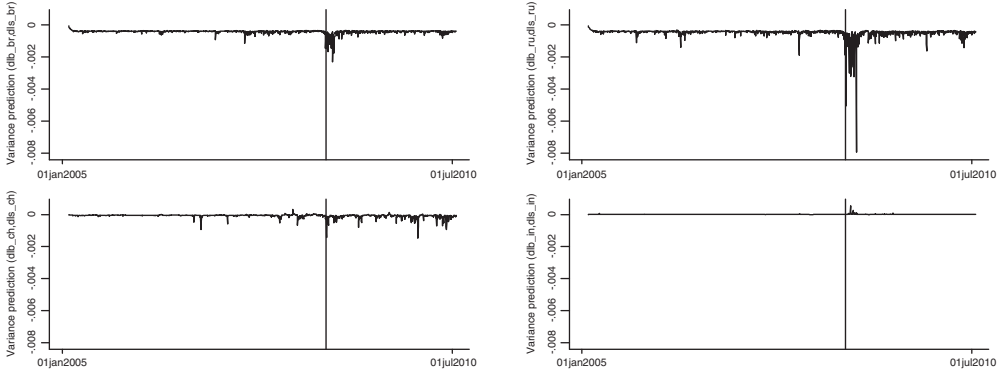 Variance prediction (dlb_br,dls_br)
0
-.002
-.004
-.006
-.008
01jan2005
01jul2010
Variance prediction (dlb_ru,dls_ru)
0
-.002
-.004
-.006
-.008
01jan2005
01jul2010
Variance prediction (dlb_ch,dls_ch)
0
-.002
-.004
-.006
-.008
01jan2005
01jul2010
Variance prediction (dlb_in,dls_in)
0
-.002
-.004
-.006
-.008
01jan2005
01jul2010